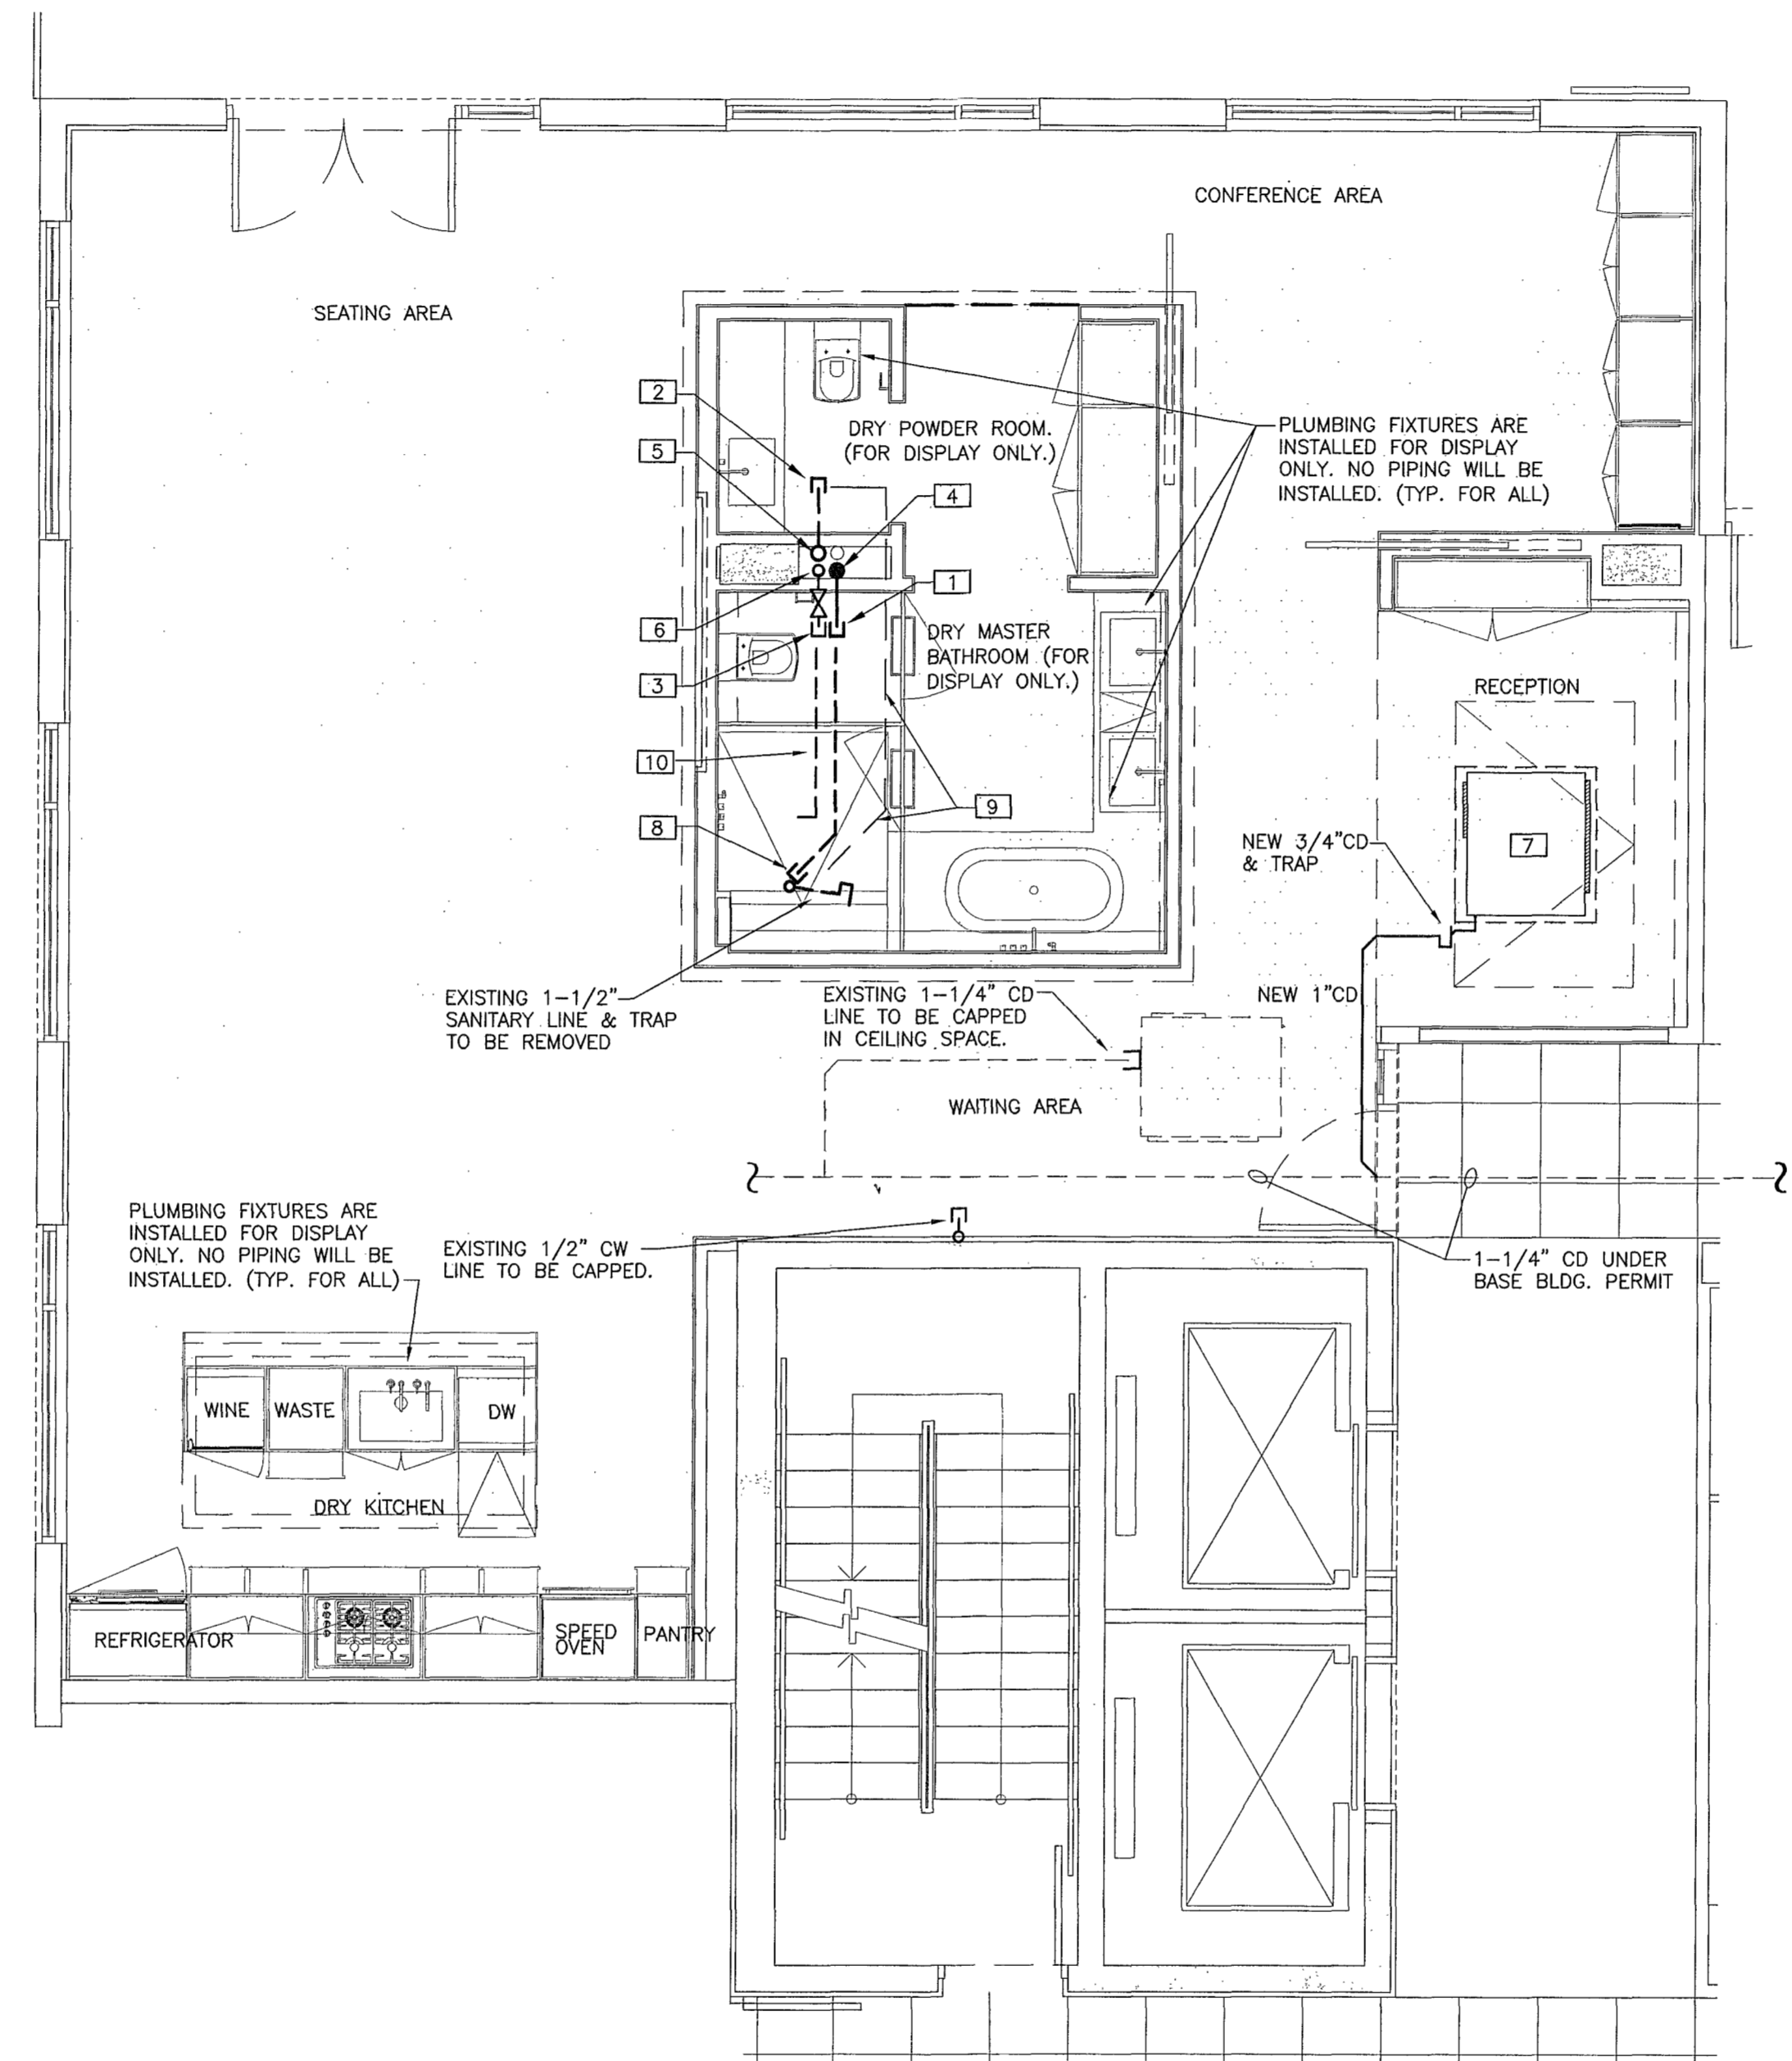 CONFERENCE AREA
SEATING AREA
2
5
DRY POWDER ROOM.
(FOR DISPLAY ONLY.)
4
PLUMBING FIXTURES ARE
INSTALLED FOR DISPLAY
ONLY. NO PIPING WILL BE
INSTALLED. (TYP. FOR ALL)
1
6
3
DRY MASTER
BATHROOM (FOR
DISPLAY ONLY.)
RECEPTION
10
9
8
NEW 3/4"CD
& TRAP
7
EXISTING 1-1/2"
SANITARY LINE & TRAP
TO BE REMOVED
EXISTING 1-1/4" CD
LINE TO BE CAPPED
IN CEILING SPACE.
NEW 1"CD
WAITING AREA
PLUMBING FIXTURES ARE
INSTALLED FOR DISPLAY
ONLY. NO PIPING WILL BE
INSTALLED. (TYP. FOR ALL)
EXISTING 1/2" CW
LINE TO BE CAPPED.
1-1/4" CD UNDER
BASE BLDG. PERMIT
WINE
WASTE
DW
DRY KITCHEN
REFRIGERATOR
SPEED
OVEN
PANTRY